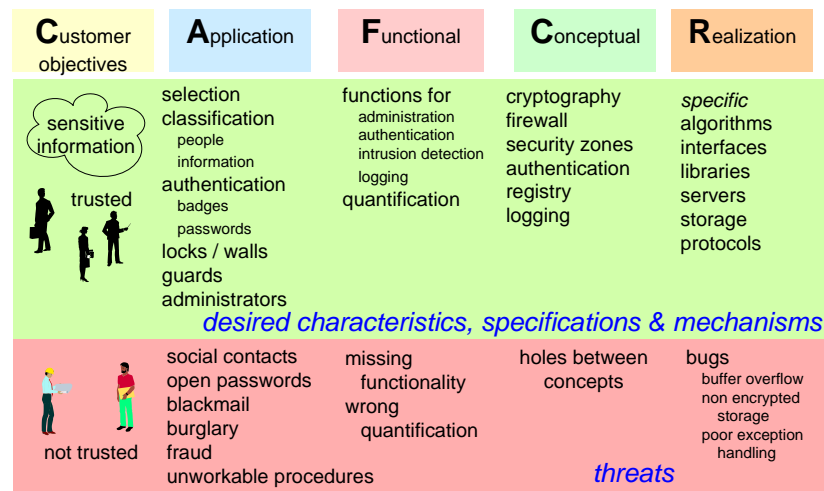 Customer
objectives
Application
Functional
Conceptual
Realization
sensitive
information
trusted
selection
classification
people
information
authentication
badges
passwords
locks / walls
guards
administrators
functions for
administration
authentication
intrusion detection
logging
quantification
cryptography
firewall
security zones
authentication
registry
logging
specific
algorithms
interfaces
libraries
servers
storage
protocols
desired characteristics, specifications & mechanisms
not trusted
social contacts
open passwords
blackmail
burglary
fraud
unworkable procedures
missing
functionality
wrong
quantification
holes between
concepts
bugs
buffer overflow
non encrypted
storage
poor exception
handling
threats